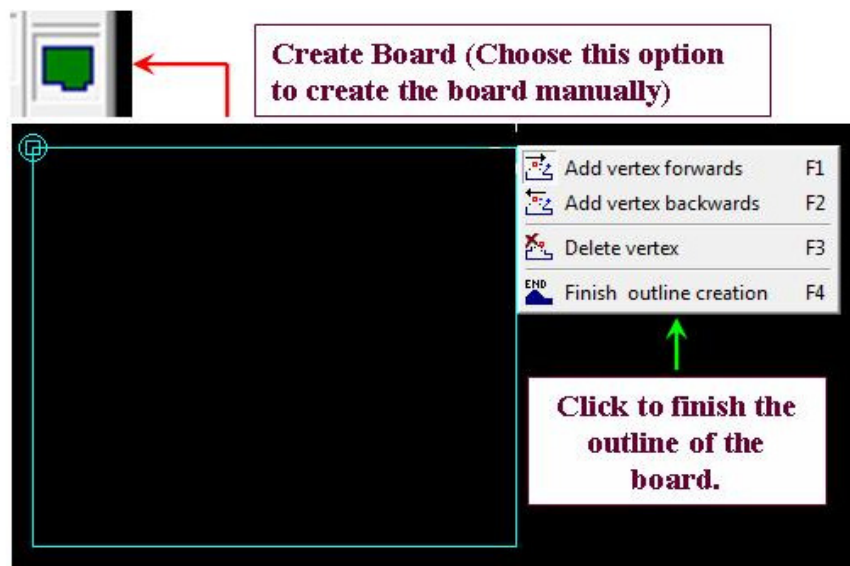 Create Board (Choose this option
to create the board manually)
Add vertex forwards F1
Add vertex backwards F2
Delete vertex F3
END
Finish outline creation F4
Click to finish the
outline of the
board.